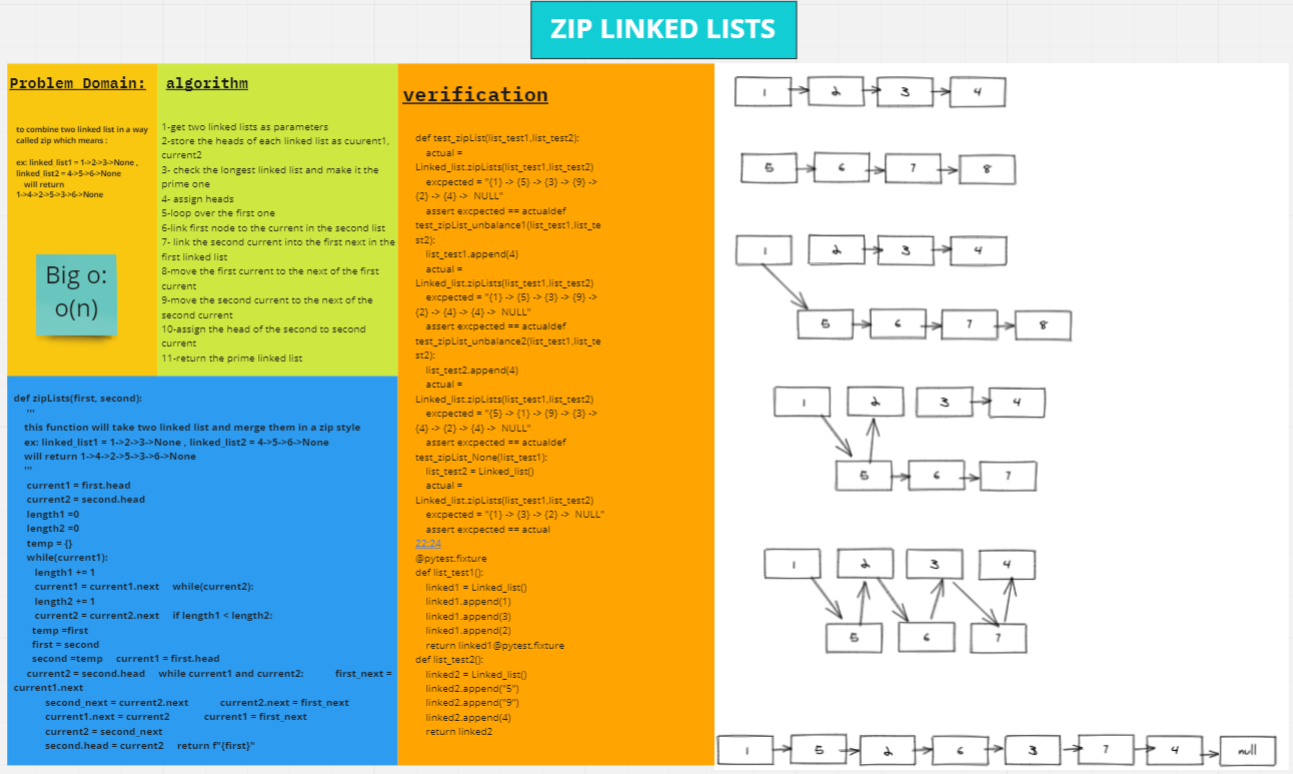 ZIP LINKED LISTS
Problem Domain:
to combine two linked list in a way
called zip which means :
ex: linked_list1 = 1->2->3->None ,
linked_list2 = 4->5->6->None
will return
1->4->2->5->3->6->None
Big o:
o(n)
algorithm
1-get two linked lists as parameters
2-store the heads of each linked list as cuurent1,
current2
3- check the longest linked list and make it the
prime one
4- assign heads
5-loop over the first one
6-link first node to the current in the second list
7- link the second current into the first next in the
first linked list
8-move the first current to the next of the first
current
9-move the second current to the next of the
second current
10-assign the head of the second to second
current
11-return the prime linked list
def zipLists(first, second):
'''
this function will take two linked list and merge them in a zip style
ex: linked_list1 = 1->2->3->None , linked_list2 = 4->5->6->None
will return 1->4->2->5->3->6->None
'''
current1 = first.head
current2 = second.head
length1 =0
length2 =0
temp = {}
while(current1):
length1 += 1
current1 = current1.next while(current2):
length2 += 1
current2 = current2.next if length1 < length2:
temp =first
first = second
second =temp current1 = first.head
current2 = second.head while current1 and current2: first_next =
current1.next
second_next = current2.next current2.next = first_next
current1.next = current2 current1 = first_next
current2 = second_next
second.head = current2 return f"{first}"
verification
def test_zipList(list_test1,list_test2):
actual =
Linked_list.zipLists(list_test1,list_test2)
excpected = "{1} -> {5} -> {3} -> {9} ->
{2} -> {4} -> NULL"
assert excpected == actualdef
test_zipList_unbalance1(list_test1,list_te
st2):
list_test1.append(4)
actual =
Linked_list.zipLists(list_test1,list_test2)
excpected = "{1} -> {5} -> {3} -> {9} ->
{2} -> {4} -> {4} -> NULL"
assert excpected == actualdef
test_zipList_unbalance2(list_test1,list_te
st2):
list_test2.append(4)
actual =
Linked_list.zipLists(list_test1,list_test2)
excpected = "{5} -> {1} -> {9} -> {3} ->
{4} -> {2} -> {4} -> NULL"
assert excpected == actualdef
test_zipList_None(list_test1):
list_test2 = Linked_list()
actual =
Linked_list.zipLists(list_test1,list_test2)
excpected = "{1} -> {3} -> {2} -> NULL"
assert excpected == actual
22:24
@pytest.fixture
def list_test1():
linked1 = Linked_list()
linked1.append(1)
linked1.append(3)
linked1.append(2)
return linked1@pytest.fixture
def list_test2():
linked2 = Linked_list()
linked2.append("5")
linked2.append("9")
linked2.append(4)
return linked2
1 2 3 4
5 6 7 8
1 2 3 4
5 6 7 8
1 2 3 4
5 6 7
1 2 3 4
5 6 7
1 5 2 6 3 7 4 null